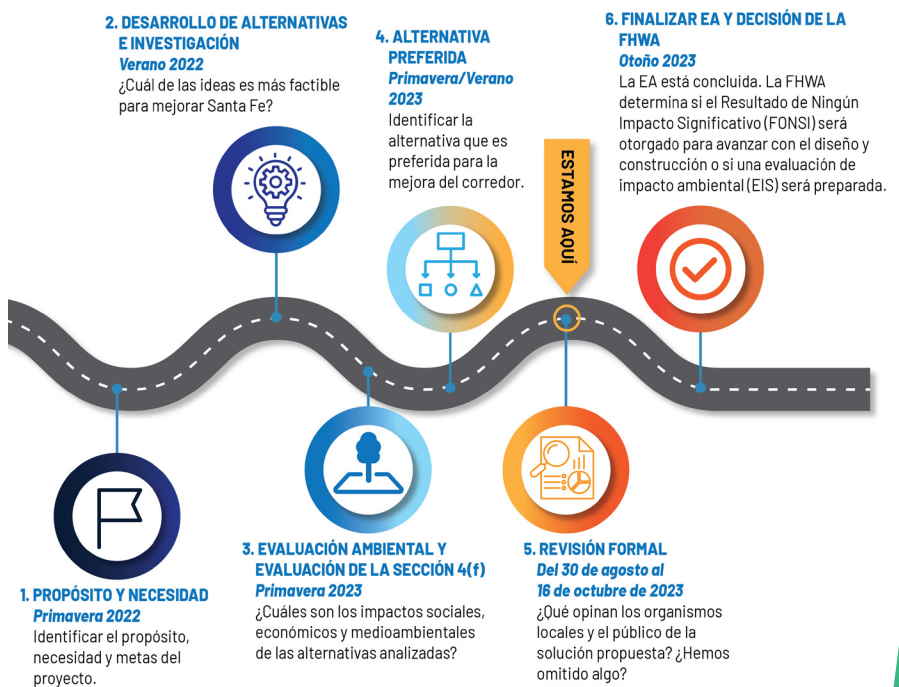 1. PROPÓSITO Y NECESIDAD
Primavera 2022
Identificar el propósito,
necesidad y metas del
proyecto.
2. DESARROLLO DE ALTERNATIVAS
E INVESTIGACIÓN
Verano 2022
¿Cuál de las ideas es más factible
para mejorar Santa Fe?
3. EVALUACIÓN AMBIENTAL Y
EVALUACIÓN DE LA SECCIÓN 4(f)
Primavera 2023
¿Cuáles son los impactos sociales,
económicos y medioambientales
de las alternativas analizadas?
4. ALTERNATIVA
PREFERIDA
Primavera/Verano
2023
Identificar la
alternativa que es
preferida para la
mejora del corredor.
ESTAMOS AQUÍ
5. REVISIÓN FORMAL
Del 30 de agosto al
16 de octubre de 2023
¿Qué opinan los organismos
locales y el público de la
solución propuesta? ¿Hemos
omitido algo?
6. FINALIZAR EA Y DECISIÓN DE LA
FHWA
Otoño 2023
La EA está concluida. La FHWA
determina si el Resultado de Ningún
Impacto Significativo (FONSI) será
otorgado para avanzar con el diseño y
construcción o si una evaluación de
impacto ambiental (EIS) será preparada.